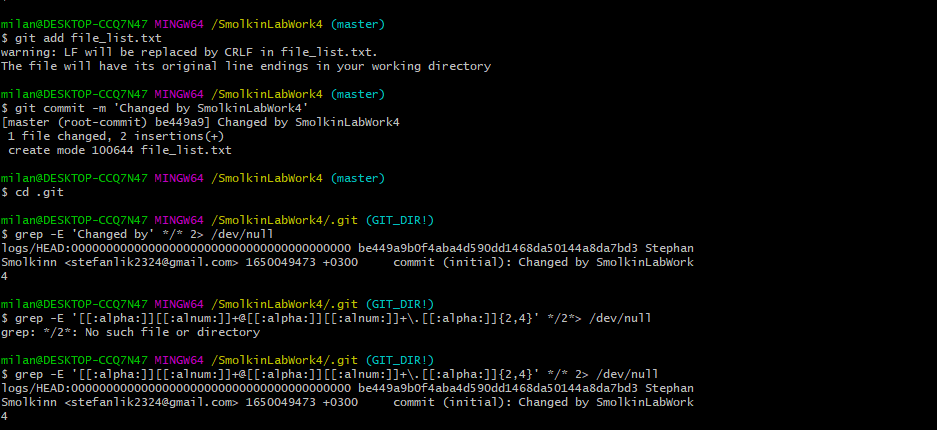 milan@DESKTOP-CCQ7N47 MINGW64 /SmolkinLabWork4 (master)
$ git add file_list.txt
warning: LF will be replaced by CRLF in file_list.txt.
The file will have its original line endings in your working directory
milan@DESKTOP-CCQ7N47 MINGW64 /SmolkinLabWork4 (master)
$ git commit -m 'Changed by SmolkinLabWork4'
[master (root-commit) be449a9] Changed by SmolkinLabWork4
 1 file changed, 2 insertions(+)
 create mode 100644 file_list.txt
milan@DESKTOP-CCQ7N47 MINGW64 /SmolkinLabWork4 (master)
$ cd .git
milan@DESKTOP-CCQ7N47 MINGW64 /SmolkinLabWork4/.git (GIT_DIR!)
$ grep -E 'Changed by' */* 2> /dev/null
logs/HEAD:0000000000000000000000000000000000000000 be449a9b0f4aba4d590dd1468da50144a8da7bd3 Stephan
Smolkinn <stefanlik2324@gmail.com> 1650049473 +0300     commit (initial): Changed by SmolkinLabWork
4
milan@DESKTOP-CCQ7N47 MINGW64 /SmolkinLabWork4/.git (GIT_DIR!)
$ grep -E '[[:alpha:]][[:alnum:]]+@[[:alpha:]][[:alnum:]]+\.[[:alpha:]]{2,4}' */2*> /dev/null
grep: */2*: No such file or directory
milan@DESKTOP-CCQ7N47 MINGW64 /SmolkinLabWork4/.git (GIT_DIR!)
$ grep -E '[[:alpha:]][[:alnum:]]+@[[:alpha:]][[:alnum:]]+\.[[:alpha:]]{2,4}' */* 2> /dev/null
logs/HEAD:0000000000000000000000000000000000000000 be449a9b0f4aba4d590dd1468da50144a8da7bd3 Stephan
Smolkinn <stefanlik2324@gmail.com> 1650049473 +0300     commit (initial): Changed by SmolkinLabWork
4